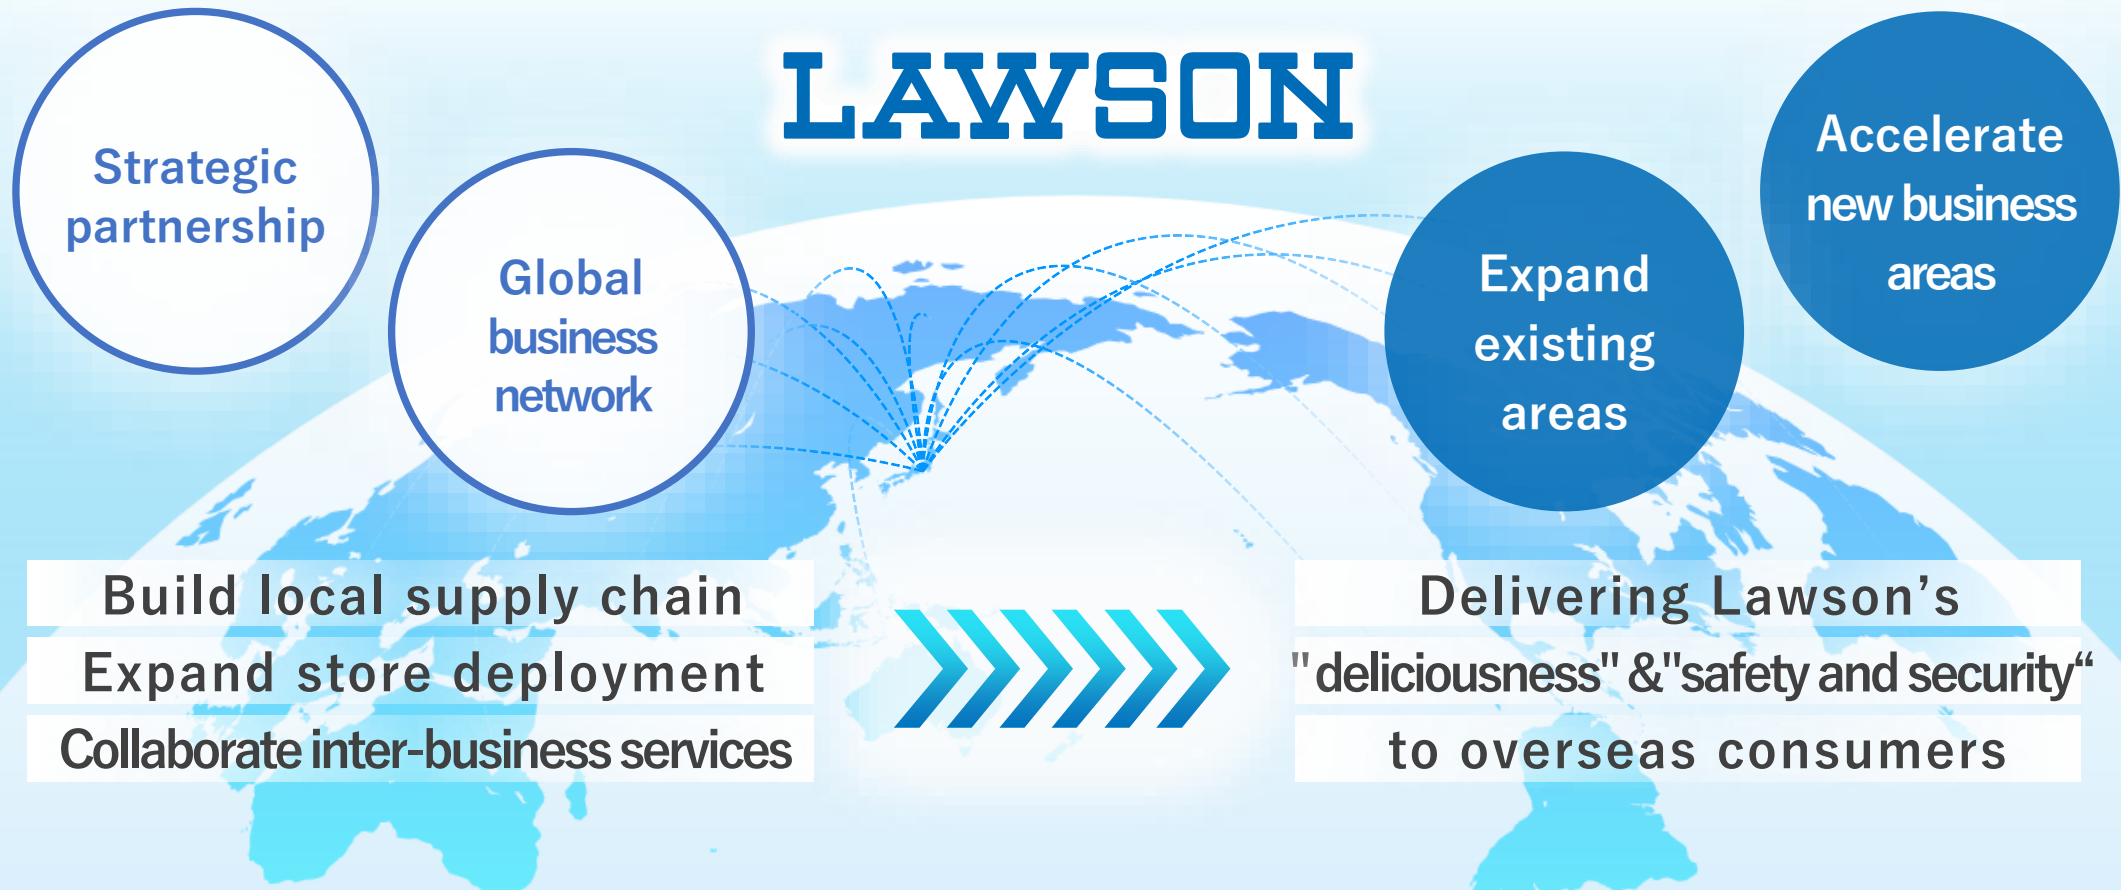 LAWSON
Strategic
partnership
Global
business
network
Expand
existing
areas
Accelerate
new business
areas
Build local supply chain
Expand store deployment
Collaborate inter-business services
Delivering Lawson’s
"deliciousness" &"safety and security“
to overseas consumers